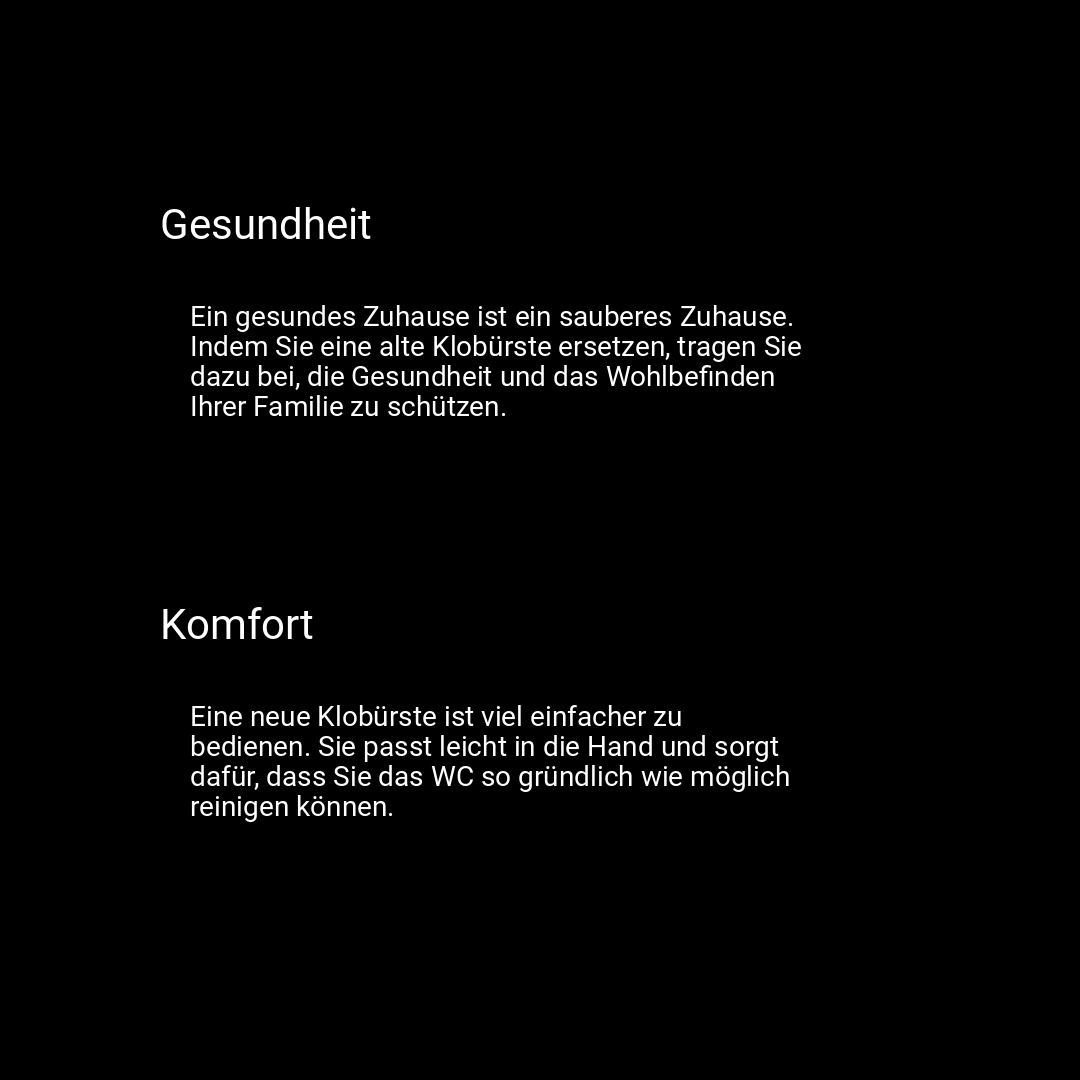 Gesundheit
Ein gesundes Zuhause ist ein sauberes Zuhause.
Indem Sie eine alte Klobürste ersetzen, tragen Sie
dazu bei, die Gesundheit und das Wohlbefinden
Ihrer Familie zu schützen.
Komfort
Eine neue Klobürste ist viel einfacher zu
bedienen. Sie passt leicht in die Hand und sorgt
dafür, dass Sie das WC so gründlich wie möglich
reinigen können.